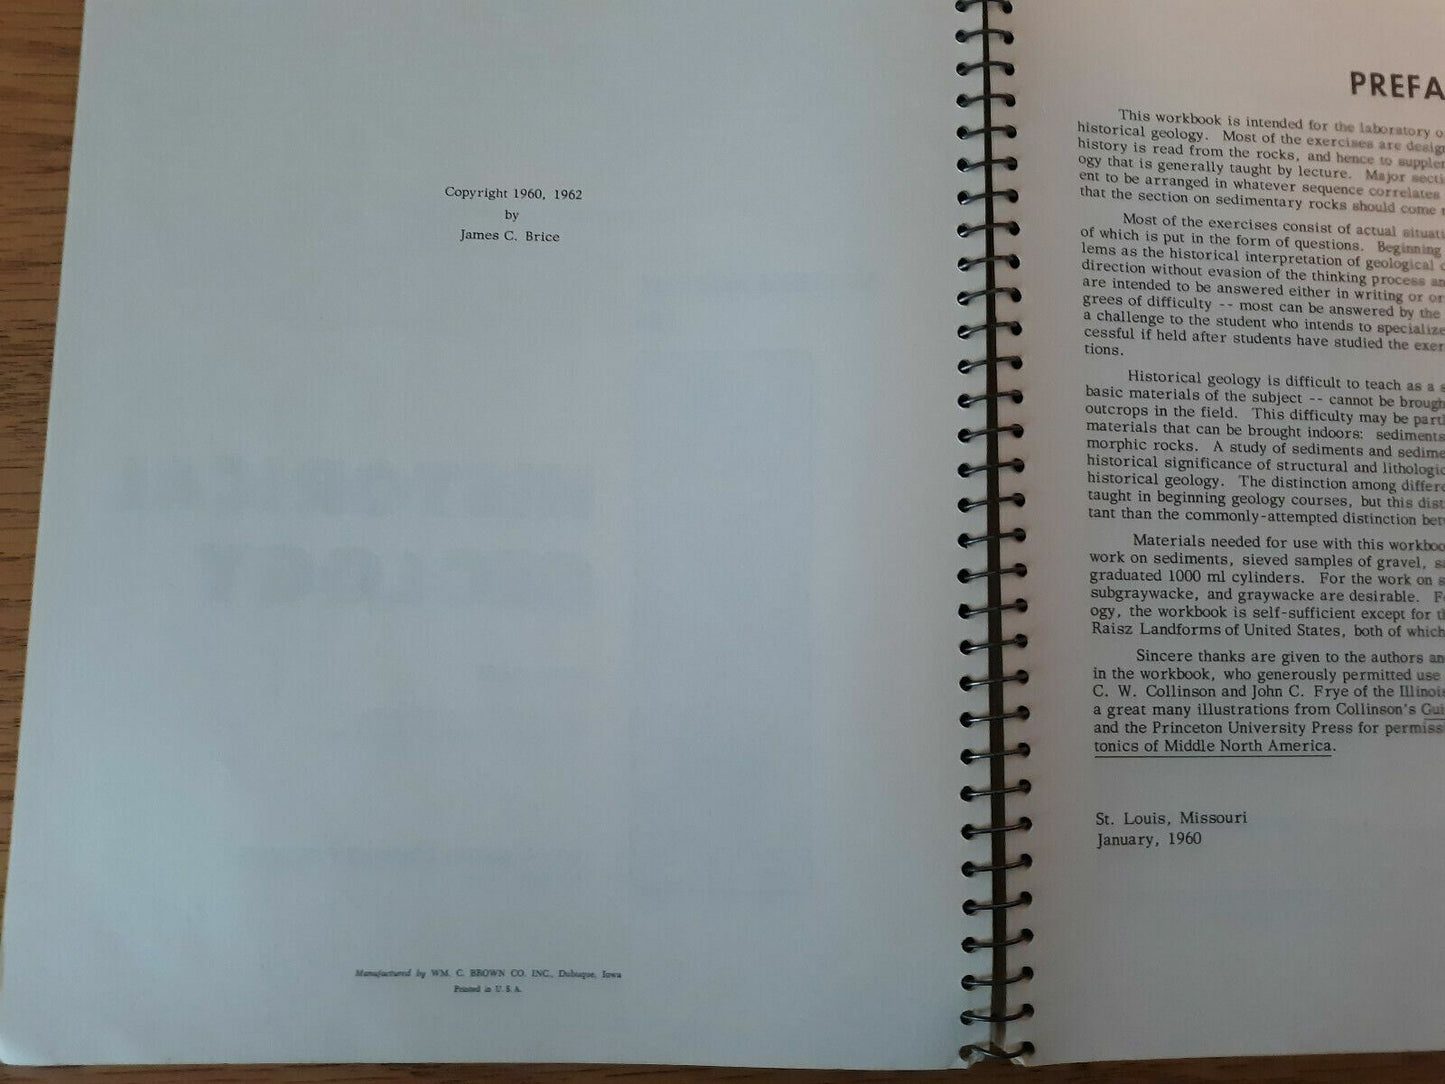 Copyright 1960, 1962
by
James C. Brice
Manufactured by WM. C. BROWN CO. INC., Dubuque, Iowa
Printed in U.S.A.
PREFA
This workbook is intended for the laboratory o
historical geology. Most of the exercises are design
history is read from the rocks, and hence to supplem
ogy that is generally taught by lecture. Major secti
ent to be arranged in whatever sequence correlates
that the section on sedimentary rocks should come
Most of the exercises consist of actual situati
of which is put in the form of questions. Beginning
lems as the historical interpretation of geological
direction without evasion of the thinking process an
are intended to be answered either in writing or or
grees of difficulty -- most can be answered by the
a challenge to the student who intends to specialize
cessful if held after students have studied the exer
tions.
Historical geology is difficult to teach as a s
basic materials of the subject -- cannot be brough
outcrops in the field. This difficulty may be partl
materials that can be brought indoors: sediments
morphic rocks. A study of sediments and sedime
historical significance of structural and lithologic
historical geology. The distinction among differe
taught in beginning geology courses, but this dist
tant than the commonly-attempted distinction betw
Materials needed for use with this workboo
work on sediments, sieved samples of gravel, sa
graduated 1000 ml cylinders. For the work on s
subgraywacke, and graywacke are desirable. Fo
ogy, the workbook is self-sufficient except for th
Raisz Landforms of United States, both of which
Sincere thanks are given to the authors an
in the workbook, who generously permitted use
C. W. Collinson and John C. Frye of the Illinois
a great many illustrations from Collinson's Gui
and the Princeton University Press for permiss
tonics of Middle North America.
St. Louis, Missouri
January, 1960